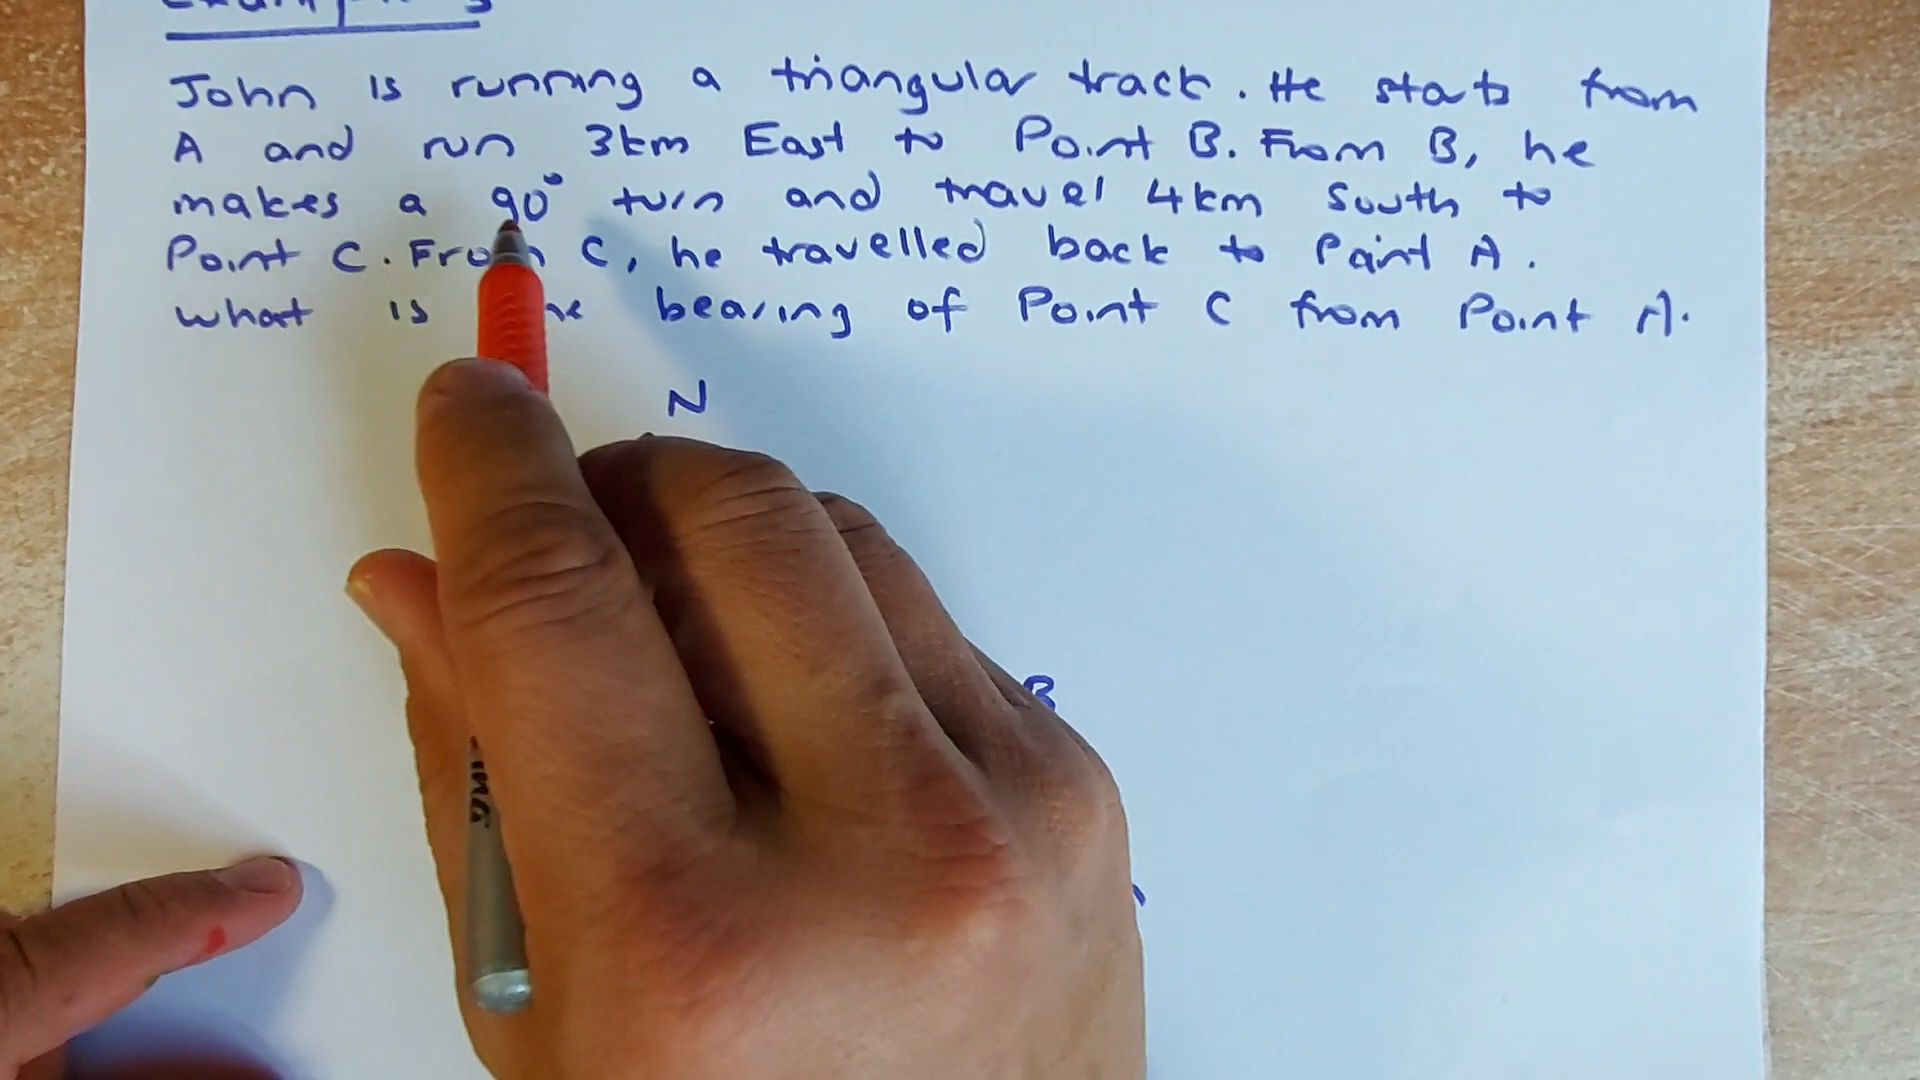 John is running a triangular track. He starts from
A and run 3km East to Point B. From B, he
makes a 90° turn and travel 4km South to
Point C. From C, he travelled back to Point A.
What is bearing of Point C from Point A.
N
B